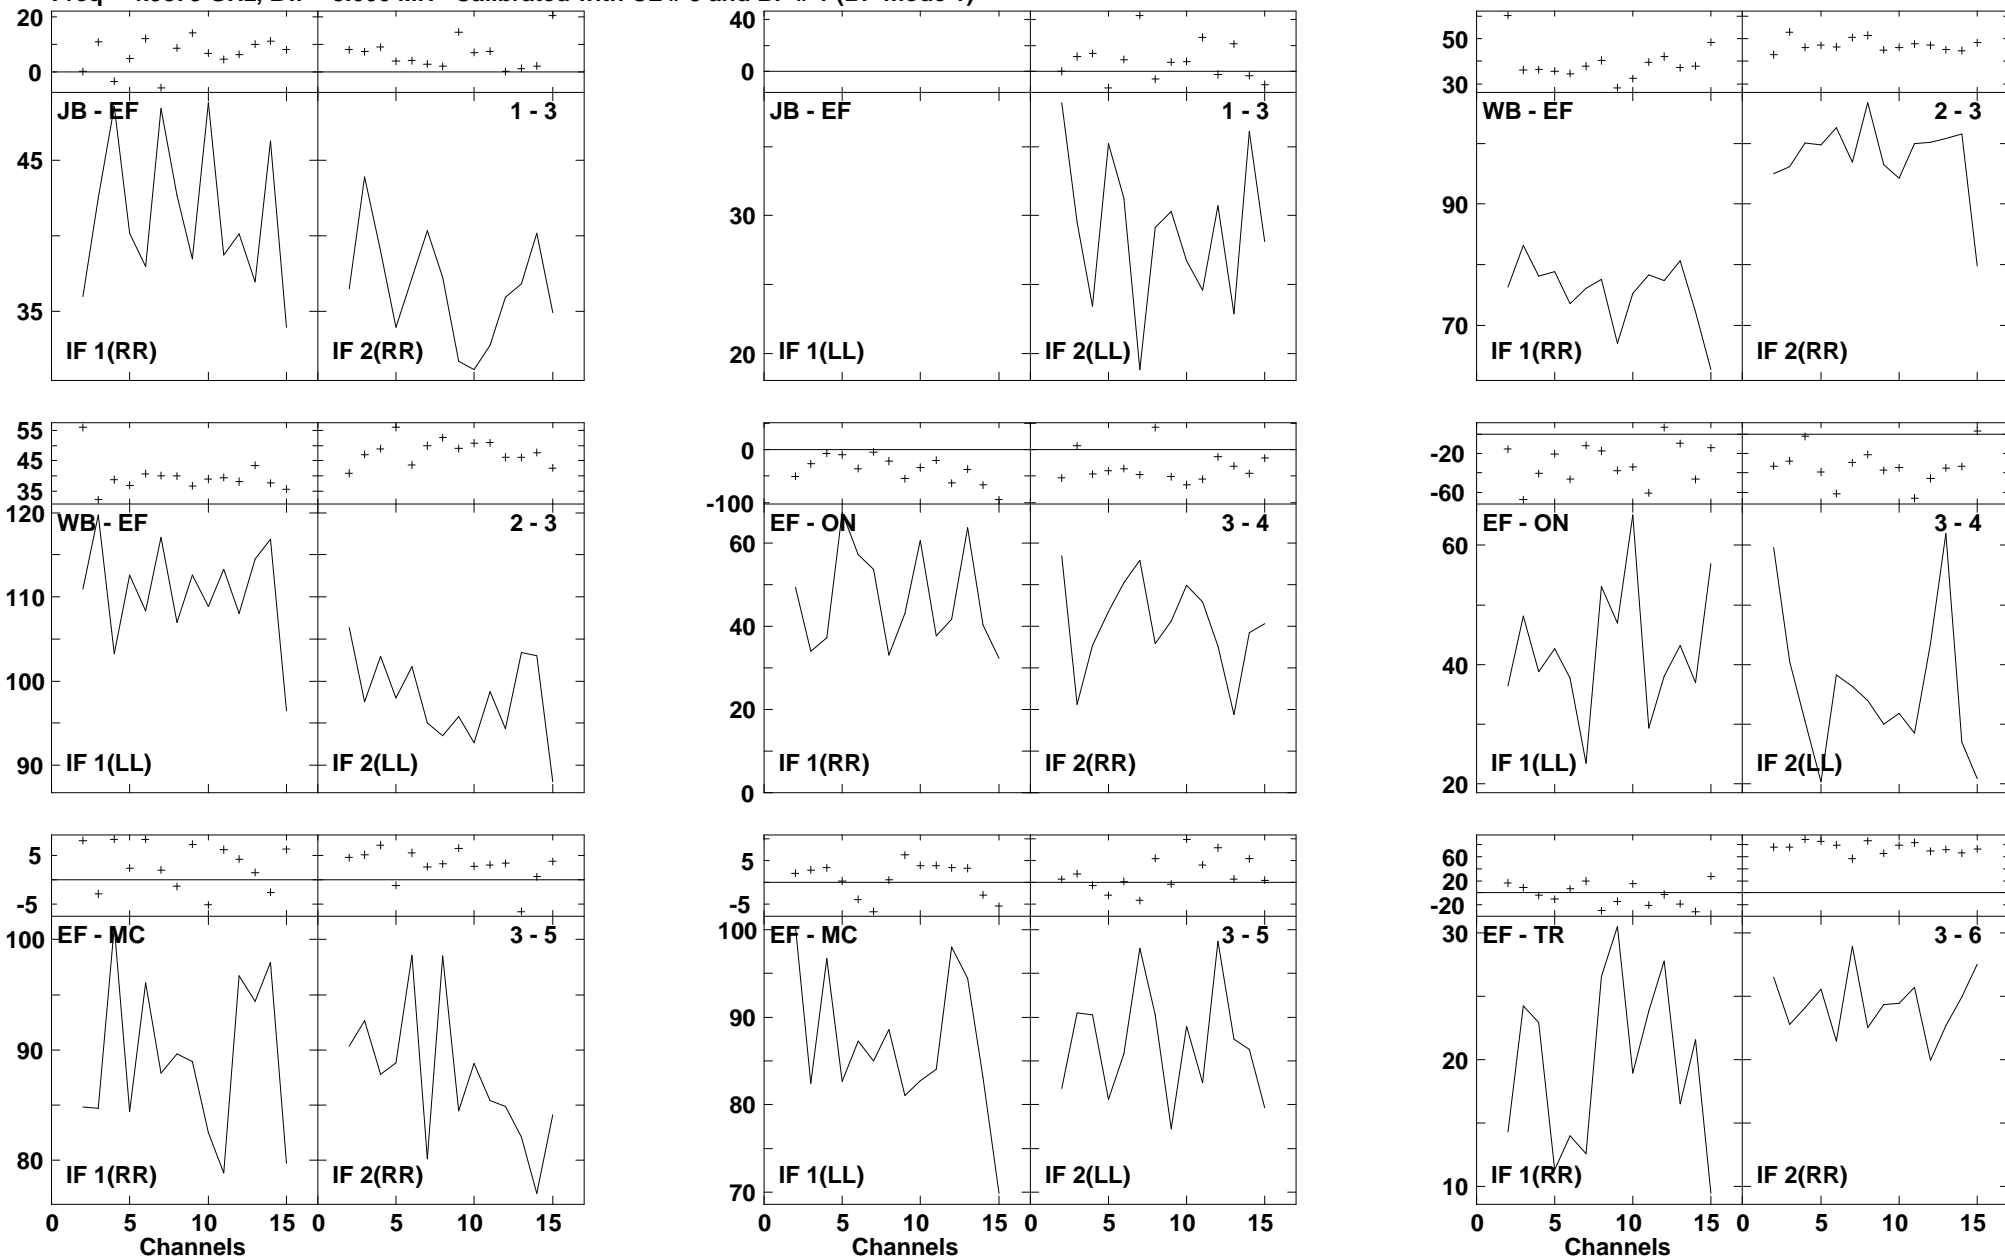 20
0
JB - EF
1 - 3
45
35
IF 1(RR)
IF 2(RR)
40
0
JB - EF
1 - 3
30
20
IF 1(LL)
IF 2(LL)
50
30
WB - EF
2 - 3
90
70
IF 1(RR)
IF 2(RR)
55
45
35
120
WB - EF
2 - 3
110
100
90
IF 1(LL)
IF 2(LL)
0
-100
EF - ON
3 - 4
60
40
20
0
IF 1(RR)
IF 2(RR)
-20
-60
EF - ON
3 - 4
60
40
20
IF 1(LL)
IF 2(LL)
5
-5
100
EF - MC
3 - 5
90
80
IF 1(RR)
IF 2(RR)
0 5 10 15 0 5 10 15
Channels
5
-5
100
EF - MC
3 - 5
90
80
70
IF 1(LL)
IF 2(LL)
0 5 10 15 0 5 10 15
Channels
60
20
-20
30
EF - TR
3 - 6
20
10
IF 1(RR)
IF 2(RR)
0 5 10 15 0 5 10 15
Channels